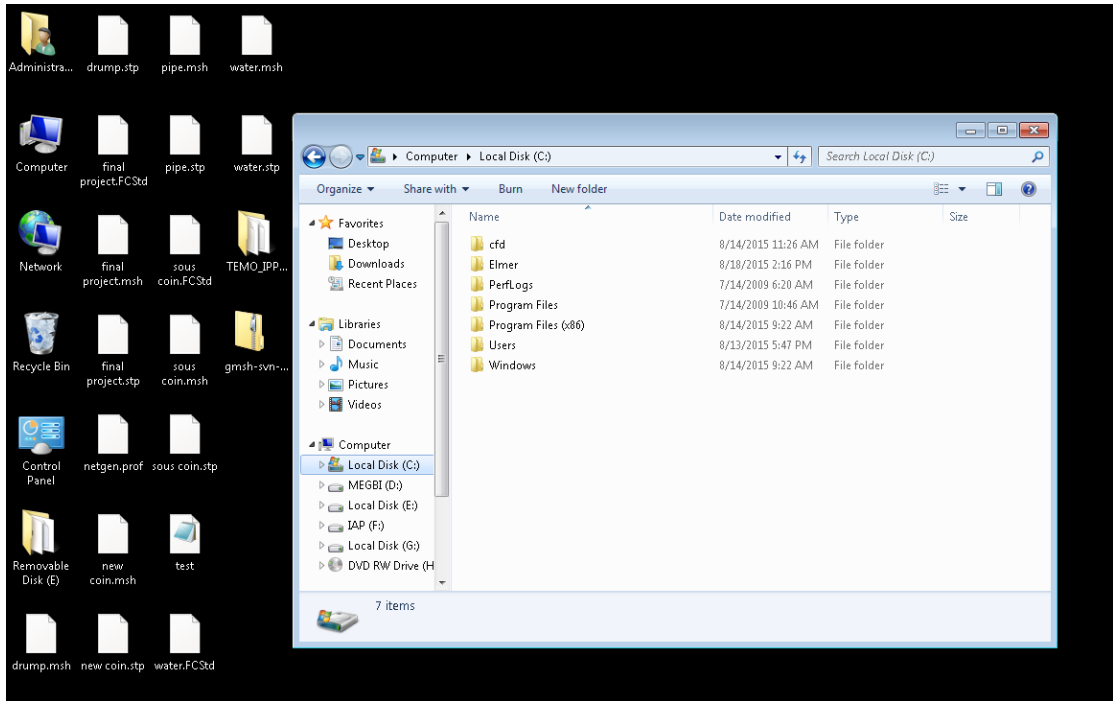 Administra... drump.stp pipe.msh water.msh
Computer final project.FCStd pipe.stp water.stp
Network final project.msh sous coin.FCStd TEMO_IPP...
Recycle Bin final project.stp sous coin.msh gmsh-svn-...
Control Panel netgen.prof sous coin.stp
Removable Disk (E) new coin.msh test
drump.msh new coin.stp water.FCStd
Computer Local Disk (C:)
Search Local Disk (C:)
Organize Share with Burn New folder
Favorites
Desktop
Downloads
Recent Places
Libraries
Documents
Music
Pictures
Videos
Computer
Local Disk (C:)
MEGBI (D:)
Local Disk (E:)
IAP (F:)
Local Disk (G:)
DVD RW Drive (H
Name Date modified Type Size
cfd 8/14/2015 11:26 AM File folder
Elmer 8/18/2015 2:16 PM File folder
PerfLogs 7/14/2009 6:20 AM File folder
Program Files 7/14/2009 10:46 AM File folder
Program Files (x86) 8/14/2015 9:22 AM File folder
Users 8/13/2015 5:47 PM File folder
Windows 8/14/2015 9:22 AM File folder
7 items